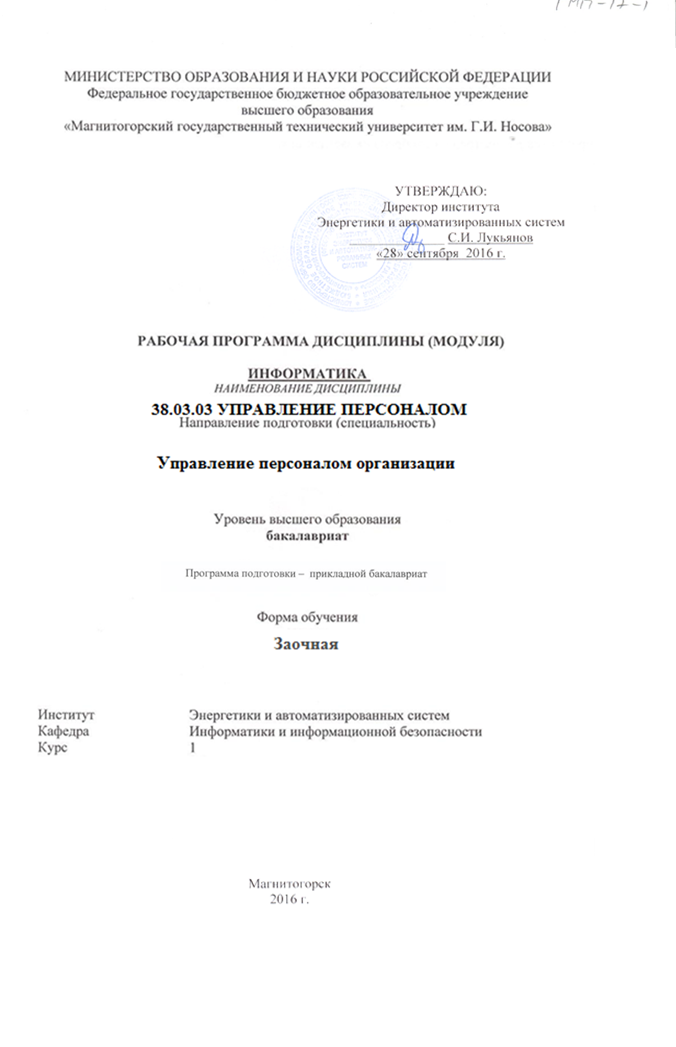 МИНИСТЕРСТВО ОБРАЗОВАНИЯ И НАУКИ РОССИЙСКОЙ ФЕДЕРАЦИИ
Федеральное государственное бюджетное образовательное учреждение
высшего образования
«Магнитогорский государственный технический университет им. Г.И. Носова»
УТВЕРЖДАЮ:
Директор института
Энергетики и автоматизированных систем
С.И. Лукьянов
«28» сентября 2016 г.
РАБОЧАЯ ПРОГРАММА ДИСЦИПЛИНЫ (МОДУЛЯ)
ИНФОРМАТИКА
НАИМЕНОВАНИЕ ДИСЦИПЛИНЫ
38.03.03 УПРАВЛЕНИЕ ПЕРСОНАЛОМ
Направление подготовки (специальность)
Управление персоналом организации
Уровень высшего образования
бакалавриат
Программа подготовки – прикладной бакалавриат
Форма обучения
Заочная
Институт Энергетики и автоматизированных систем
Кафедра Информатики и информационной безопасности
Курс 1
Магнитогорск
2016 г.